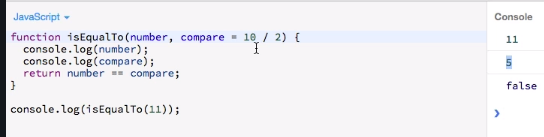 JavaScript
function isEqualTo(number, compare = 10 / 2) {
  console.log(number);
  console.log(compare);
  return number == compare;
}
console.log(isEqualTo(11));
Console
11
5
false